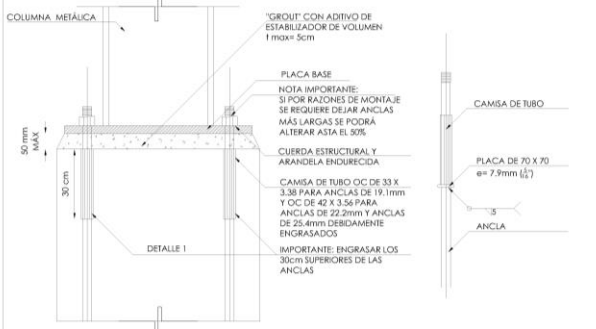 COLUMNA METÁLICA
"GROUT" CON ADITIVO DE
ESTABILIZADOR DE VOLUMEN
t max= 5cm
PLACA BASE
NOTA IMPORTANTE:
SI POR RAZONES DE MONTAJE
SE REQUIERE DEJAR ANCLAS
MÁS LARGAS SE PODRÁ
ALTERAR ASTA EL 50%
CUERDA ESTRUCTURAL Y
ARANDELA ENDURECIDA
CAMISA DE TUBO OC DE 33 X
3.38 PARA ANCLAS DE 19.1mm
Y OC DE 42 X 3.56 PARA
ANCLAS DE 22.2mm Y ANCLAS
DE 25.4mm DEBIDAMENTE
ENGRASADOS
IMPORTANTE: ENGRASAR LOS
30cm SUPERIORES DE LAS
ANCLAS
50 mm
MÁX
30 cm
DETALLE 1
CAMISA DE TUBO
PLACA DE 70 X 70
e= 7.9mm (5/16")
.5
ANCLA